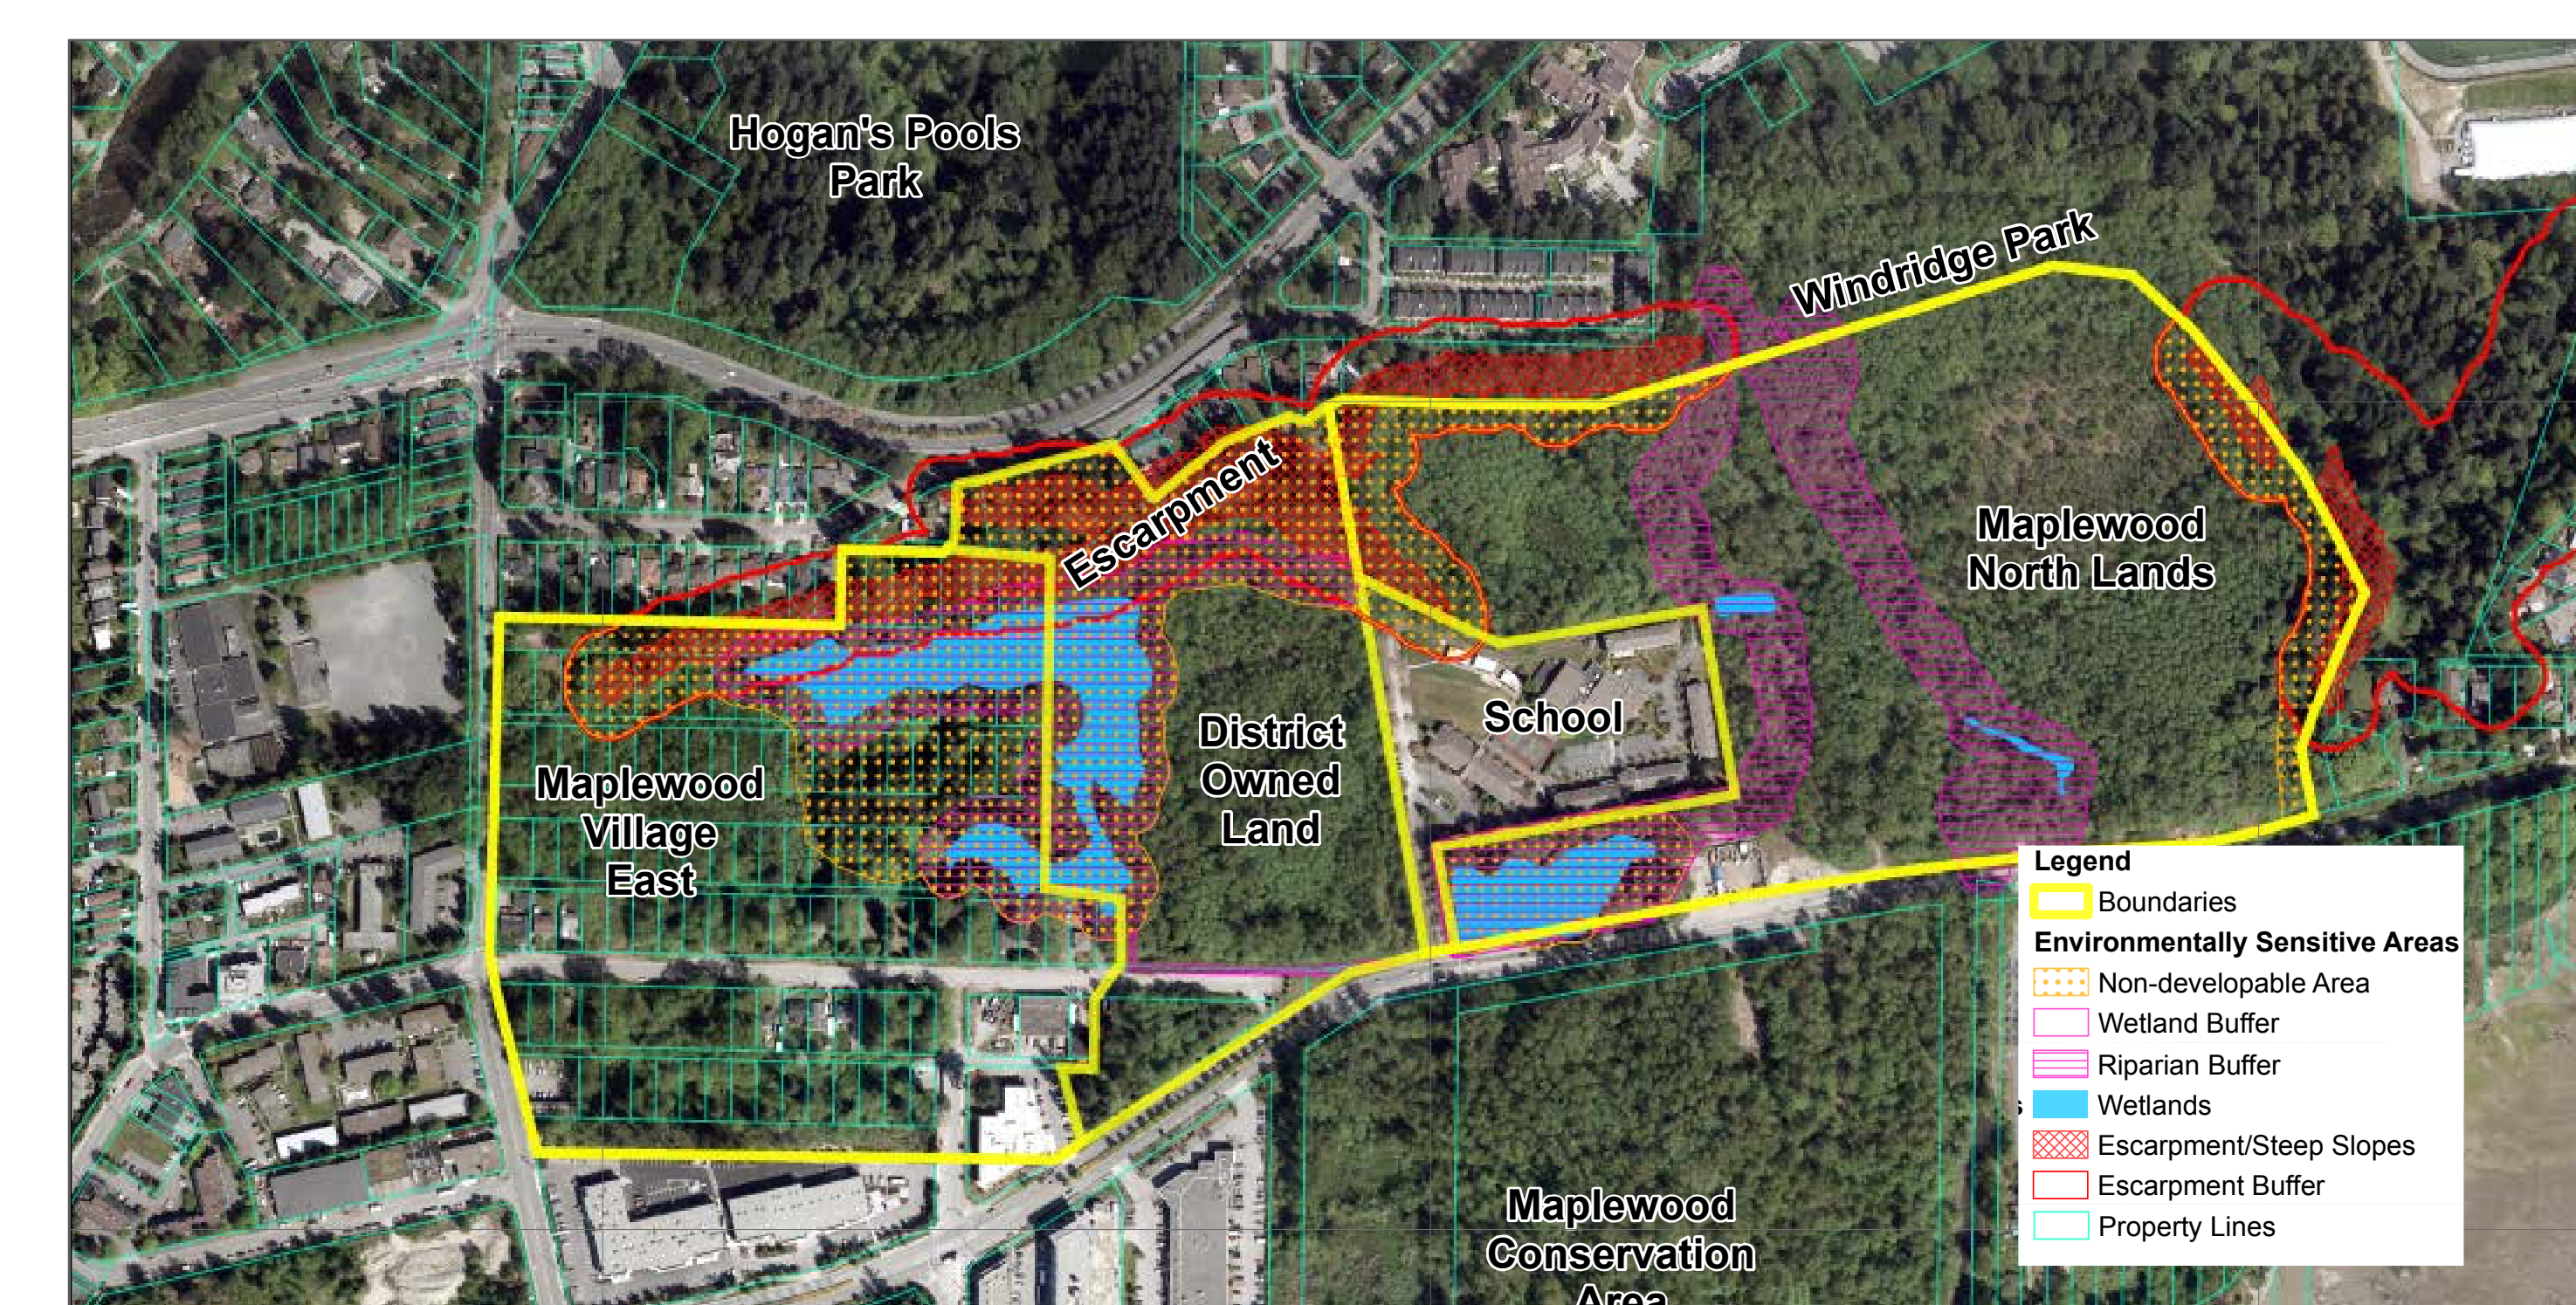 Hogan's Pools
Park
Windridge Park
Escarpment
Maplewood
North Lands
School
District
Owned
Land
Maplewood
Village
East
Maplewood
Conservation
Area
Legend
Boundaries
Environmentally Sensitive Areas
Non-developable Area
Wetland Buffer
Riparian Buffer
s
Wetlands
Escarpment/Steep Slopes
Escarpment Buffer
Property Lines